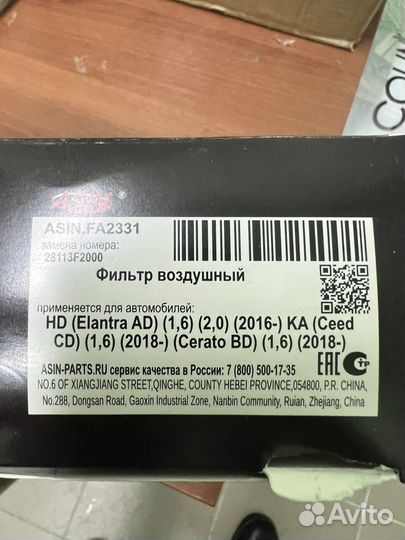 COU
ASIN.FA2331
замена номера:
28113F2000
Фильтр воздушный
применяется для автомобилей:
HD (Elantra AD) (1,6) (2,0) (2016-) KA (Ceed
CD) (1,6) (2018-) (Cerato BD) (1,6) (2018-)
ASIN-PARTS.RU сервис качества в России: 7 (800) 500-17-35
NO.6 OF XIANGJIANG STREET,QINGHE, COUNTY HEBEI PROVINCE,054800, P.R. CHINA,
No.288, Dongsan Road, Gaoxin Industrial Zone, Nanbin Community, Ruian, Zhejiang, China
EAC
Avito